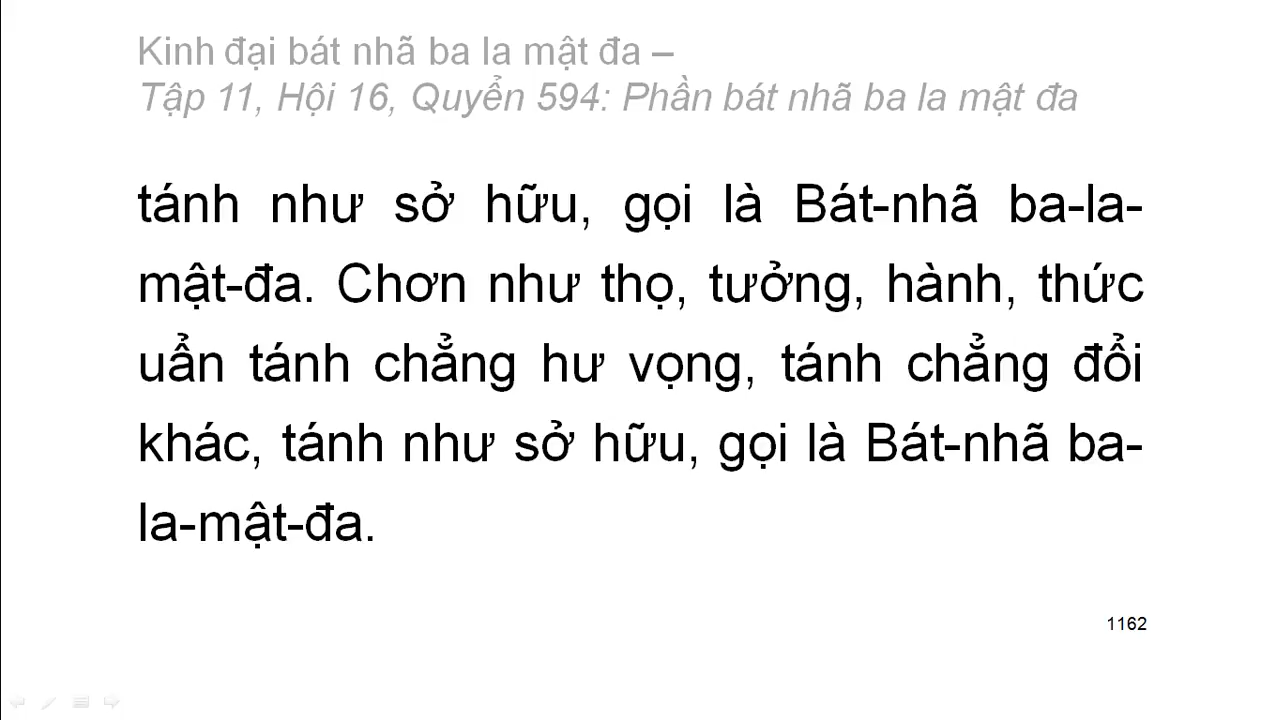 Kinh đại bát nhã ba la mật đa –
Tập 11, Hội 16, Quyển 594: Phần bát nhã ba la mật đa
tánh như sở hữu, gọi là Bát-nhã ba-la-
mật-đa. Chơn như thọ, tưởng, hành, thức
uẩn tánh chẳng hư vọng, tánh chẳng đổi
khác, tánh như sở hữu, gọi là Bát-nhã ba-
la-mật-đa.
1162